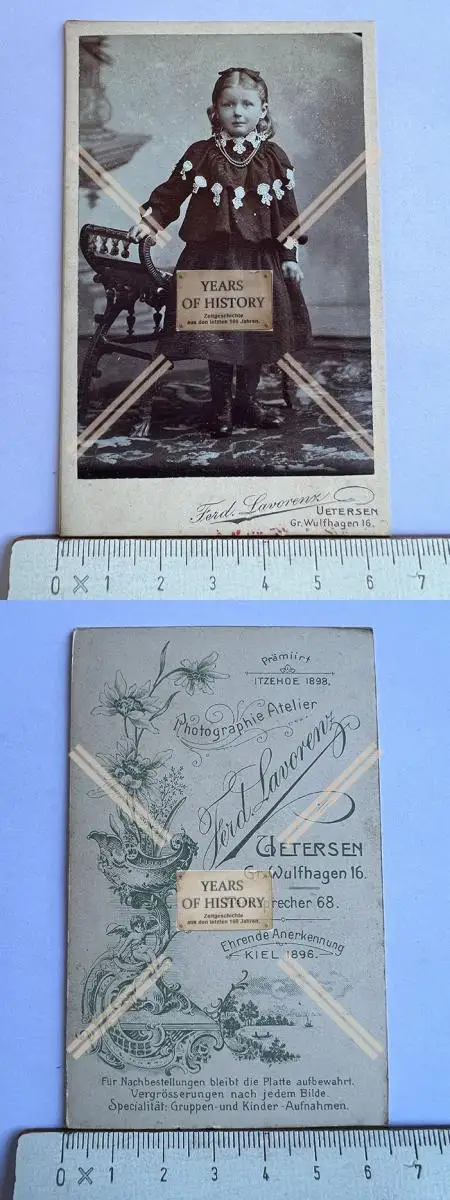 YEARS
OF HISTORY
Zeitgeschichte
aus den letzten 100 Jahren.
Ferd. Lavorenz
UETERSEN
Gr. Wulfhagen 16.
0 1 2 3 4 5 6 7
Prämiirt
ITZEHOE 1898.
Photographie Atelier
Ferd. Lavorenz
UETERSEN
Gr. Wulfhagen 16.
YEARS
OF HISTORY
Zeitgeschichte
aus den letzten 100 Jahren.
recher 68.
Ehrende Anerkennung
KIEL 1896.
Für Nachbestellungen bleibt die Platte aufbewahrt.
Vergrösserungen nach jedem Bilde.
Specialität: Gruppen-und Kinder-Aufnahmen.
0 1 2 3 4 5 6 7